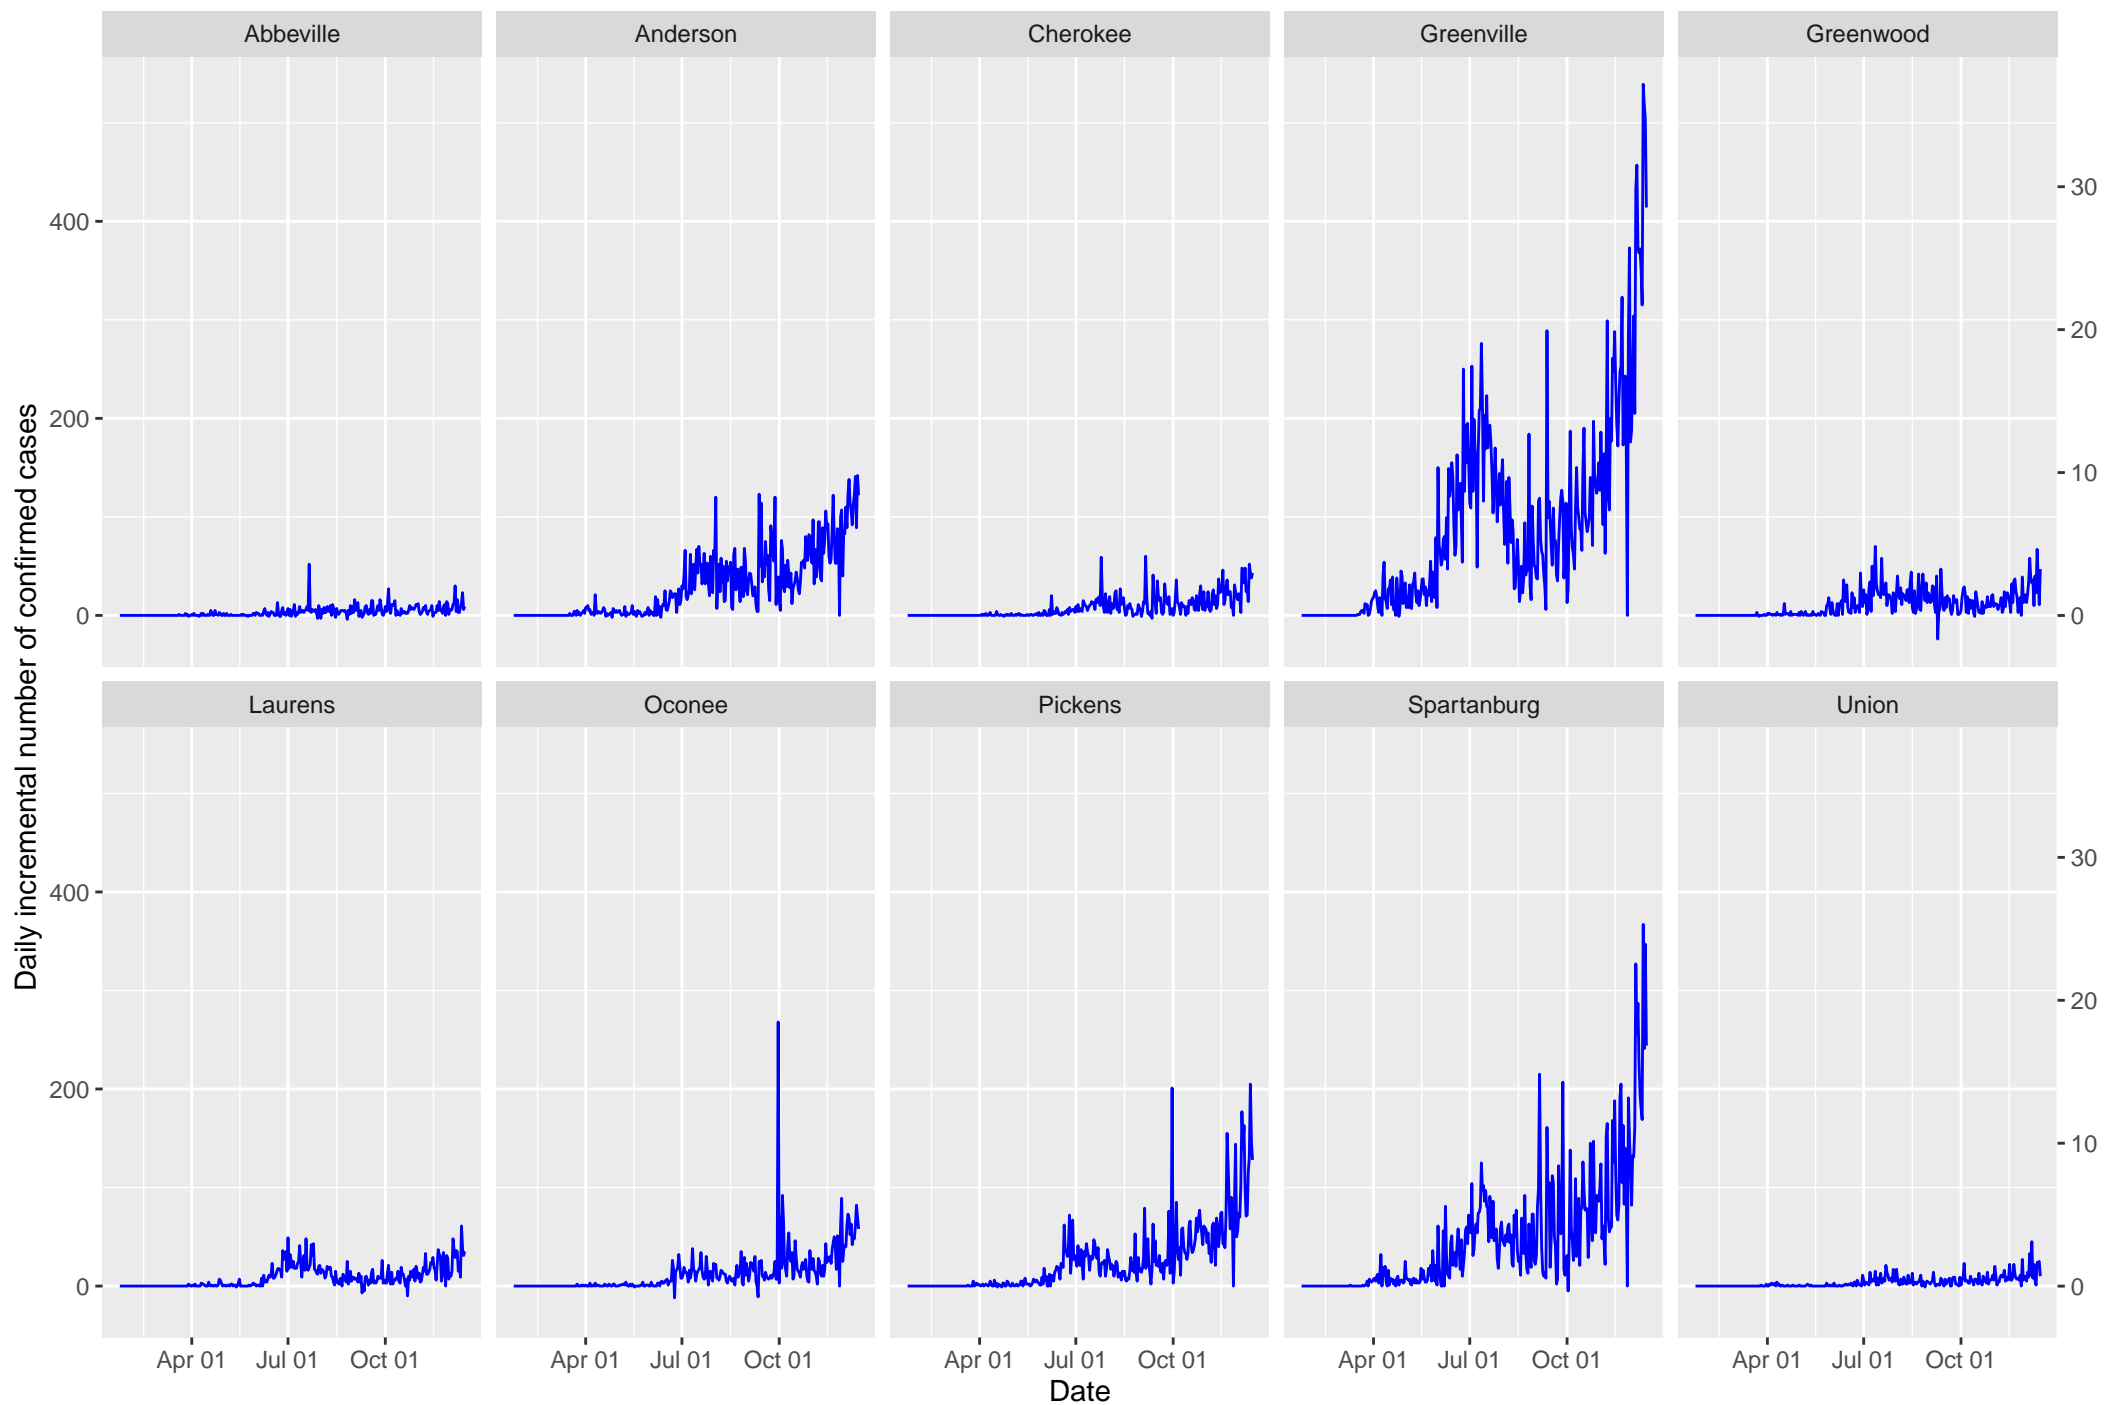 Abbeville Anderson Cherokee Greenville Greenwood
400
200
0
30
20
10
0
Laurens Oconee Pickens Spartanburg Union
400
200
0
30
20
10
0
Daily incremental number of confirmed cases
Apr 01 Jul 01 Oct 01 Apr 01 Jul 01 Oct 01 Apr 01 Jul 01 Oct 01 Apr 01 Jul 01 Oct 01 Apr 01 Jul 01 Oct 01
Date